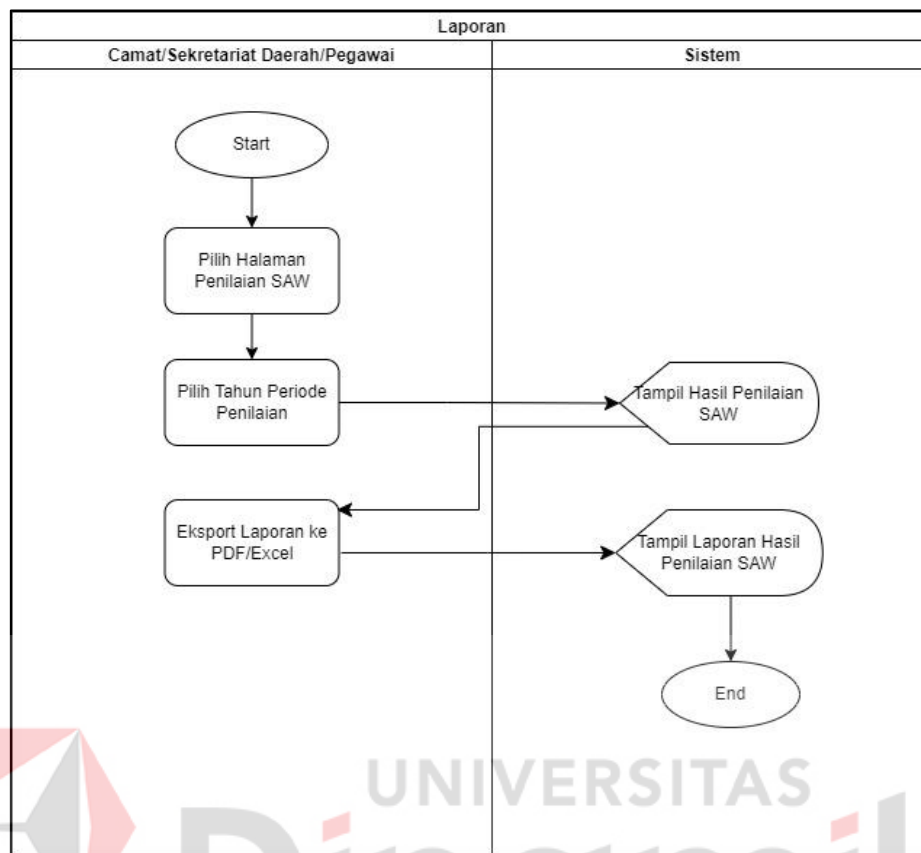 Laporan
Camat/Sekretariat Daerah/Pegawai
Sistem
Start
Pilih Halaman
Penilaian SAW
Pilih Tahun Periode
Penilaian
Tampil Hasil Penilaian
SAW
Eksport Laporan ke
PDF/Excel
Tampil Laporan Hasil
Penilaian SAW
End
UNIVERSITAS